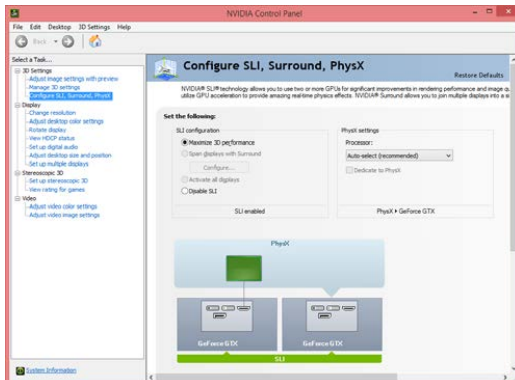 NVIDIA Control Panel
File Edit Desktop 3D Settings Help
Back
Select a Task...
3D Settings
Adjust image settings with preview
Manage 3D settings
Configure SLI, Surround, PhysX
Display
Change resolution
Adjust desktop color settings
Rotate display
View HDCP status
Set up digital audio
Adjust desktop size and position
Set up multiple displays
Stereoscopic 3D
Set up stereoscopic 3D
View rating for games
Video
Adjust video color settings
Adjust video image settings
System Information
Configure SLI, Surround, PhysX
Restore Defaults
NVIDIA® SLI® technology allows you to use two or more GPUs for significant improvements in rendering performance and image q
utilize GPU acceleration to provide amazing real-time physics effects. NVIDIA® Surround allows you to join multiple displays into a si
Set the following:
SLI configuration
Maximize 3D performance
Span displays with Surround
Configure...
Activate all displays
Disable SLI
SLI enabled
PhysX settings
Processor:
Auto-select (recommended)
Dedicate to PhysX
PhysX GeForce GTX
PhysX
GeForce GTX GeForce GTX
SLI